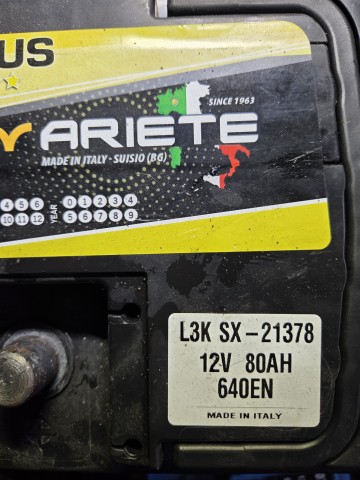 US
ARIETE
SINCE 1963
MADE IN ITALY - SUISIO (BG)
4 5 6
10 11 12
YEAR
0 1 2 3 4
5 6 7 8 9
L3K SX-21378
12V 80AH
640EN
MADE IN ITALY